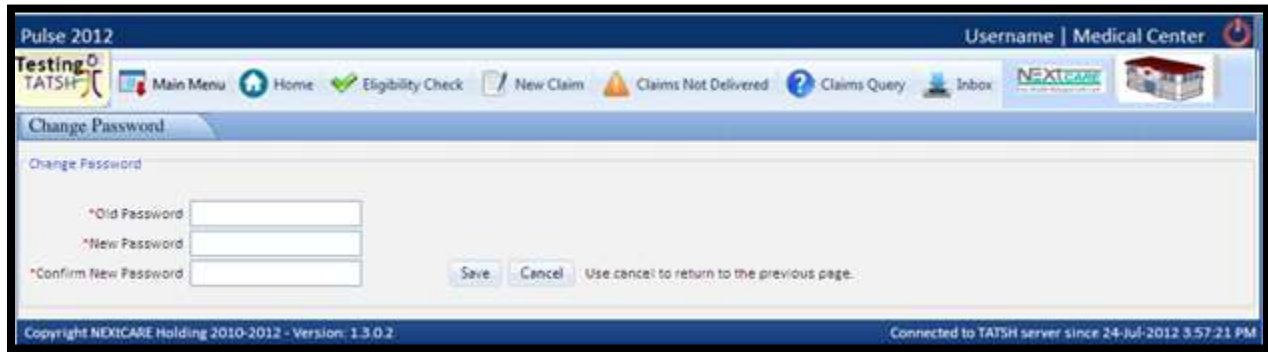 Pulse 2012 Username | Medical Center
Testing
TATSH Main Menu Home Eligibility Check New Claim Claims Not Delivered Claims Query Inbox NEXtCARE
Change Password
Change Password
*Old Password
*New Password
*Confirm New Password Save Cancel Use cancel to return to the previous page.
Copyright NEXtCARE Holding 2010-2012 - Version: 1.3.0.2 Connected to TATSH server since 24-Jul-2012 3:57:21 PM